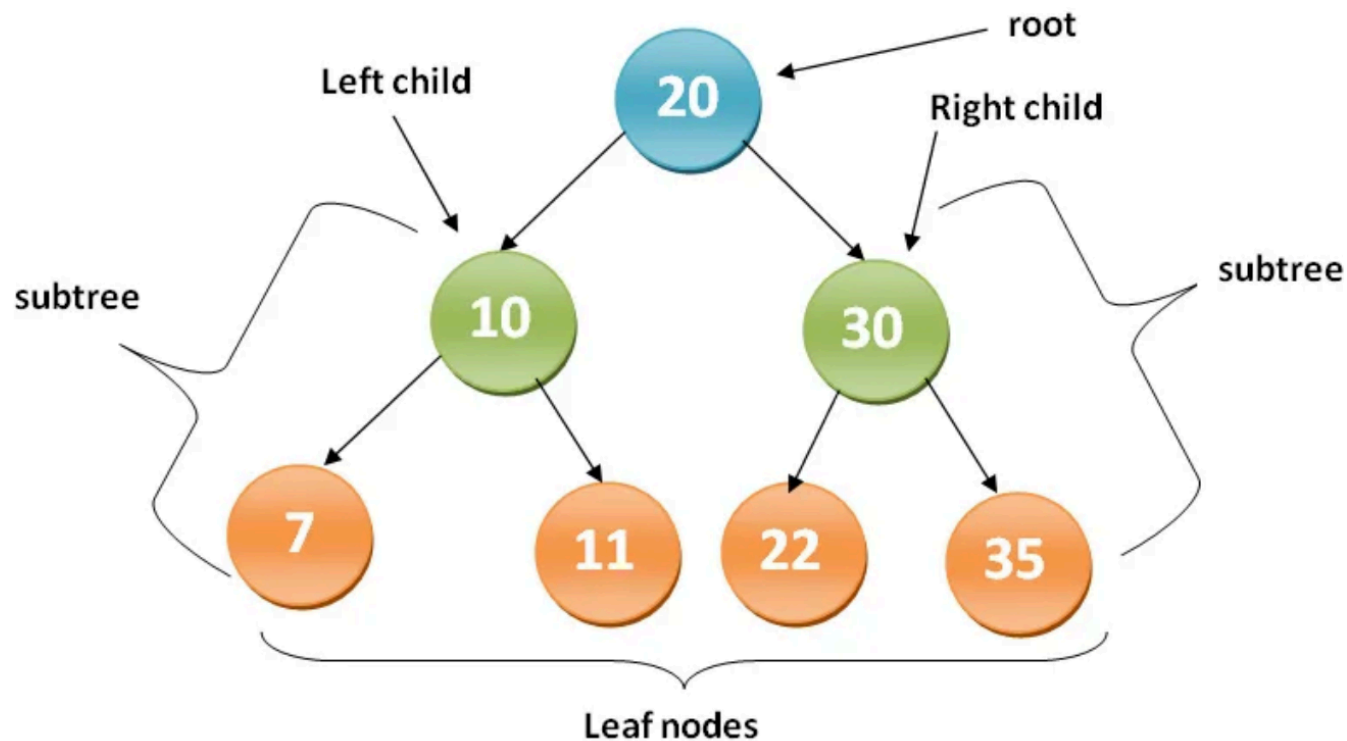 root
Left child
20
Right child
subtree
subtree
10
30
7
11
22
35
Leaf nodes